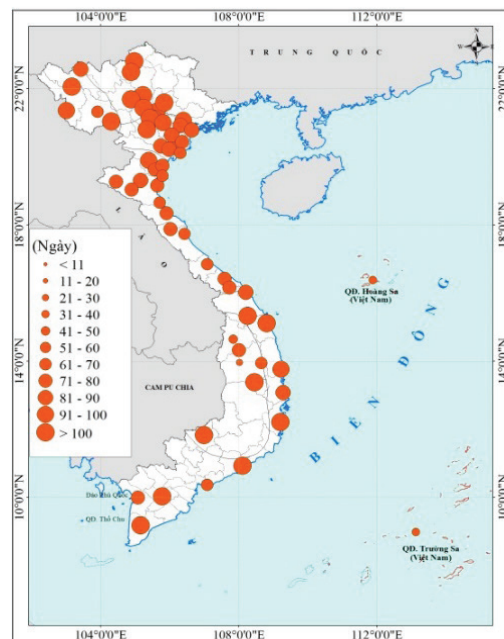 104°0'0"E
108°0'0"E
112°0'0"E
TRUNG QUỐC
N
W
22°0'0"N
18°0'0"N
14°0'0"N
10°0'0"N
LÀO
(Ngày)
< 11
11 - 20
21 - 30
31 - 40
41 - 50
51 - 60
61 - 70
71 - 80
81 - 90
91 - 100
> 100
QĐ. Hoàng Sa
(Việt Nam)
BIỂN ĐÔNG
CAM PU CHIA
Đảo Phú Quốc
QĐ. Thổ Chu
QĐ. Trường Sa
(Việt Nam)
104°0'0"E
108°0'0"E
112°0'0"E